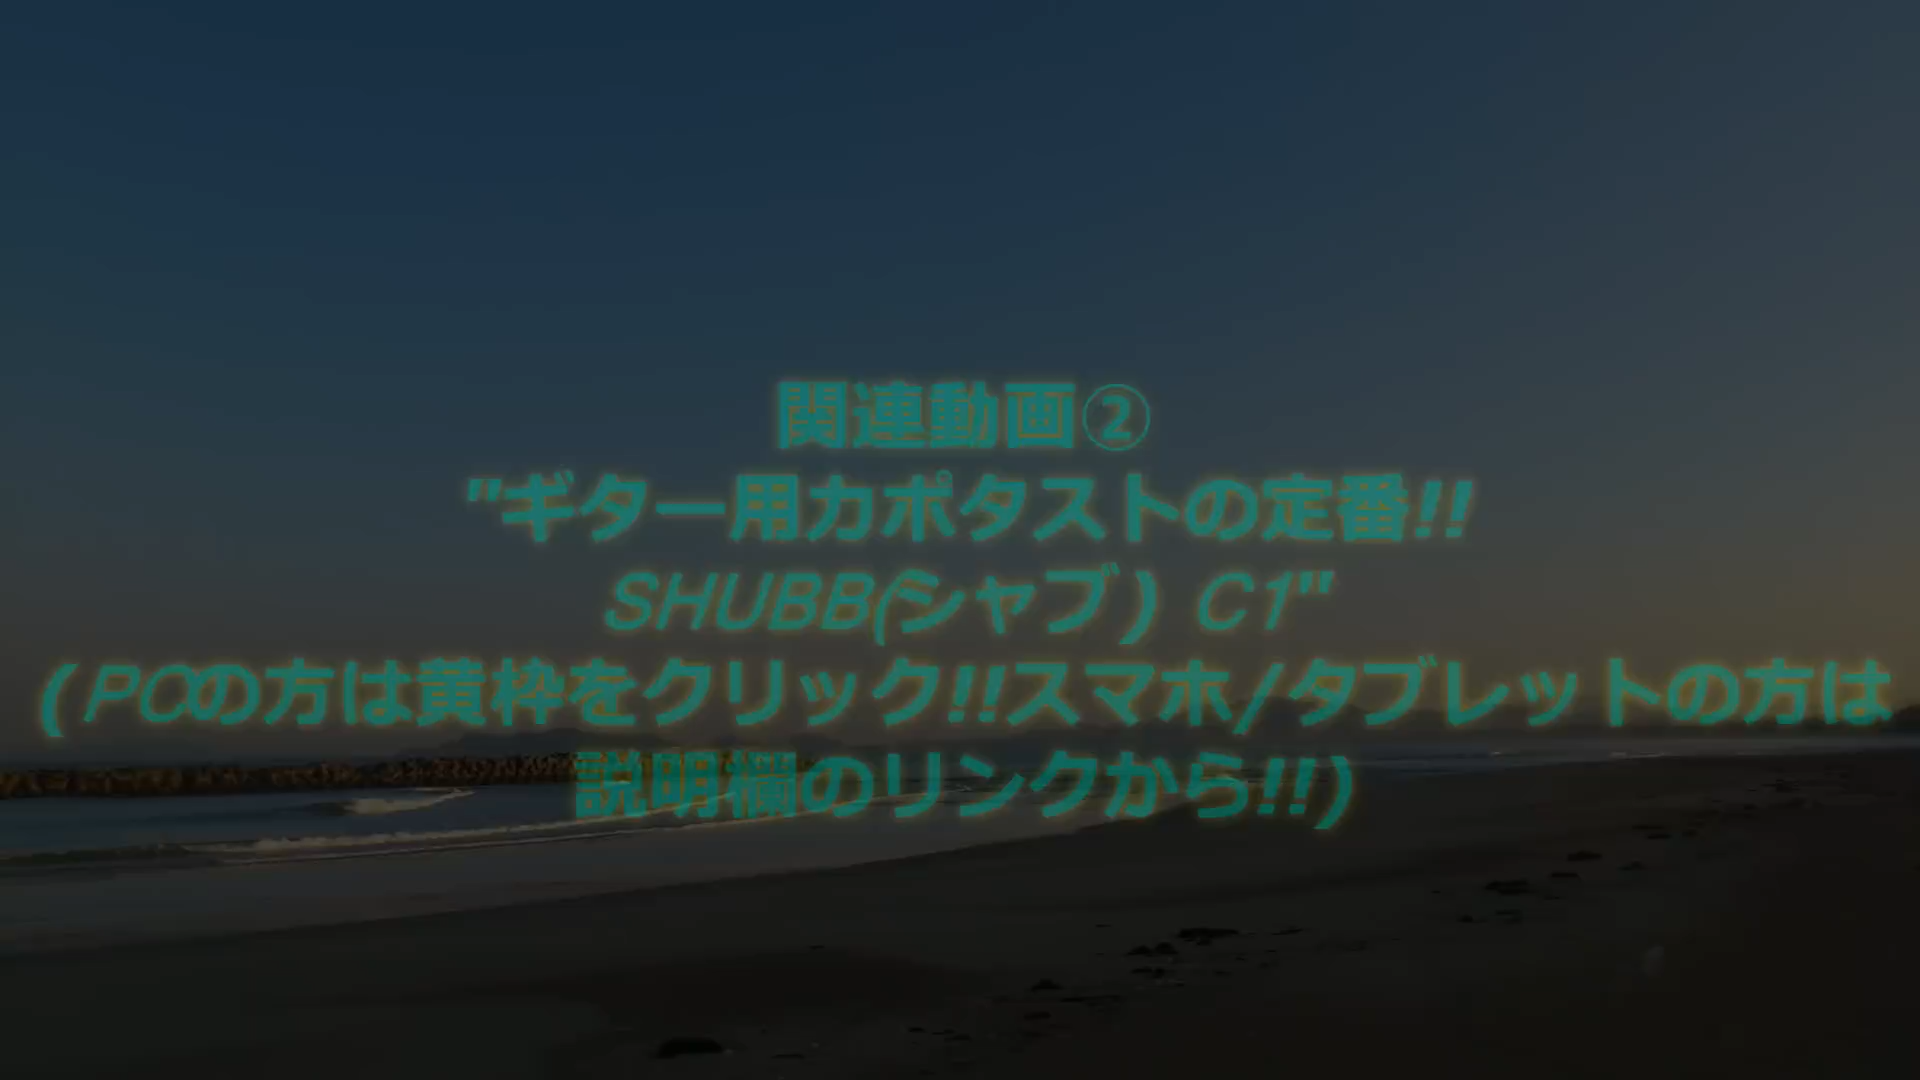 関連動画②
"ギター用カポタストの定番!!
SHUBB(シャブ) C1"
(PCの方は黄枠をクリック!!スマホ/タブレットの方は
説明欄のリンクから!!)